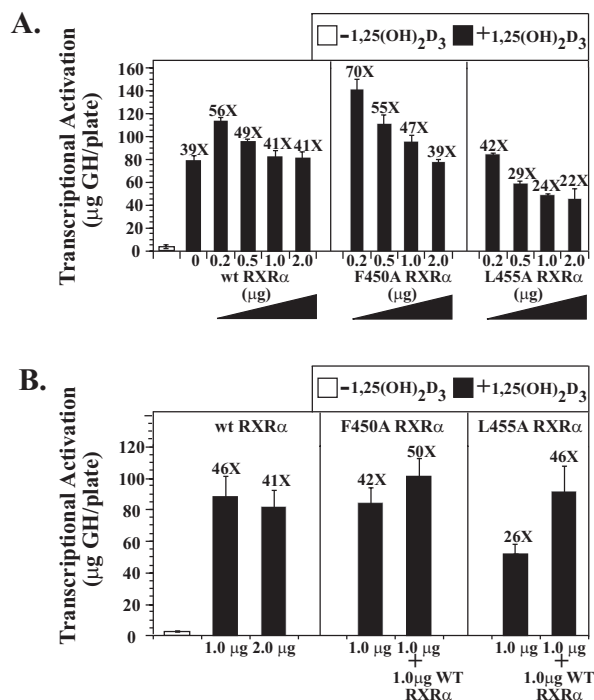 A.
−1,25(OH)2D3 +1,25(OH)2D3
Transcriptional Activation
(μg GH/plate)
160
140
120
100
80
60
40
20
0
39X 56X 49X 41X 41X
70X 55X 47X 39X
42X 29X 24X 22X
0 0.2 0.5 1.0 2.0
0.2 0.5 1.0 2.0
0.2 0.5 1.0 2.0
wt RXRα F450A RXRα L455A RXRα
(μg) (μg) (μg)
B.
−1,25(OH)2D3 +1,25(OH)2D3
Transcriptional Activation
(μg GH/plate)
wt RXRα F450A RXRα L455A RXRα
120
100
80
60
40
20
0
46X 41X
42X 50X
26X 46X
1.0 μg 2.0 μg
1.0 μg 1.0 μg
+
1.0μg WT
RXRα
1.0 μg 1.0 μg
+
1.0μg WT
RXRα